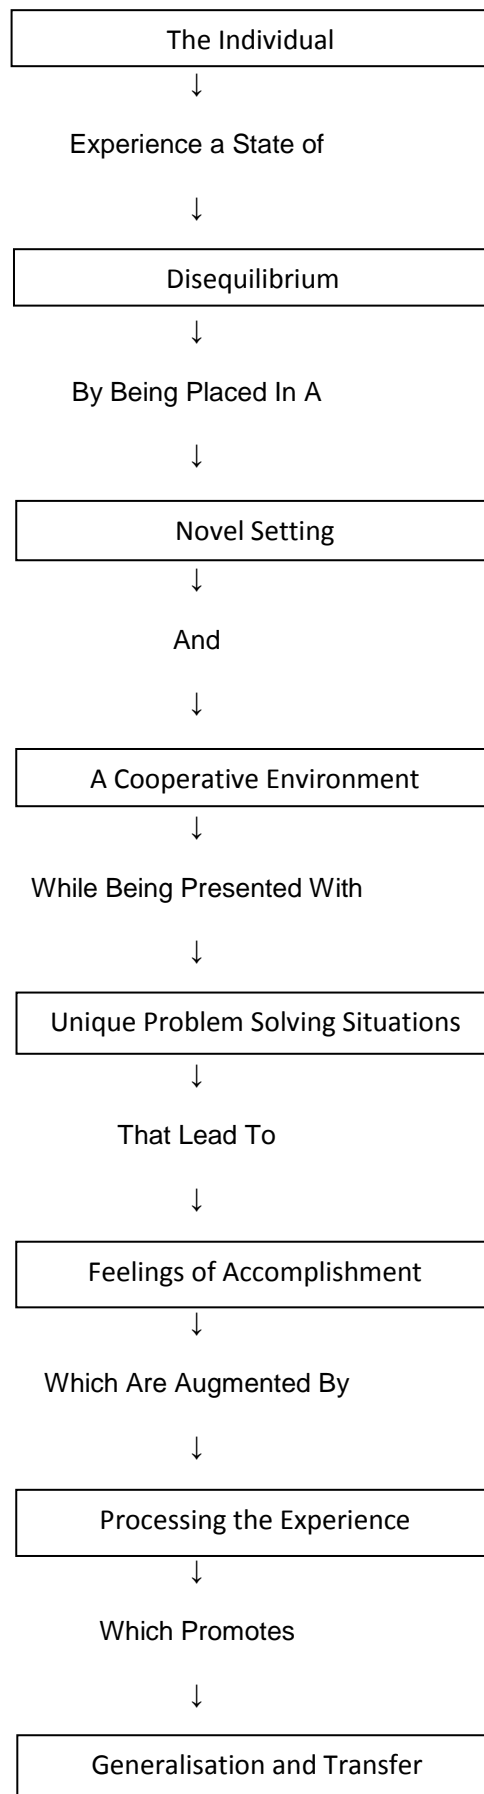 The Individual
↓
Experience a State of
↓
Disequilibrium
↓
By Being Placed In A
↓
Novel Setting
↓
And
↓
A Cooperative Environment
↓
While Being Presented With
↓
Unique Problem Solving Situations
↓
That Lead To
↓
Feelings of Accomplishment
↓
Which Are Augmented By
↓
Processing the Experience
↓
Which Promotes
↓
Generalisation and Transfer